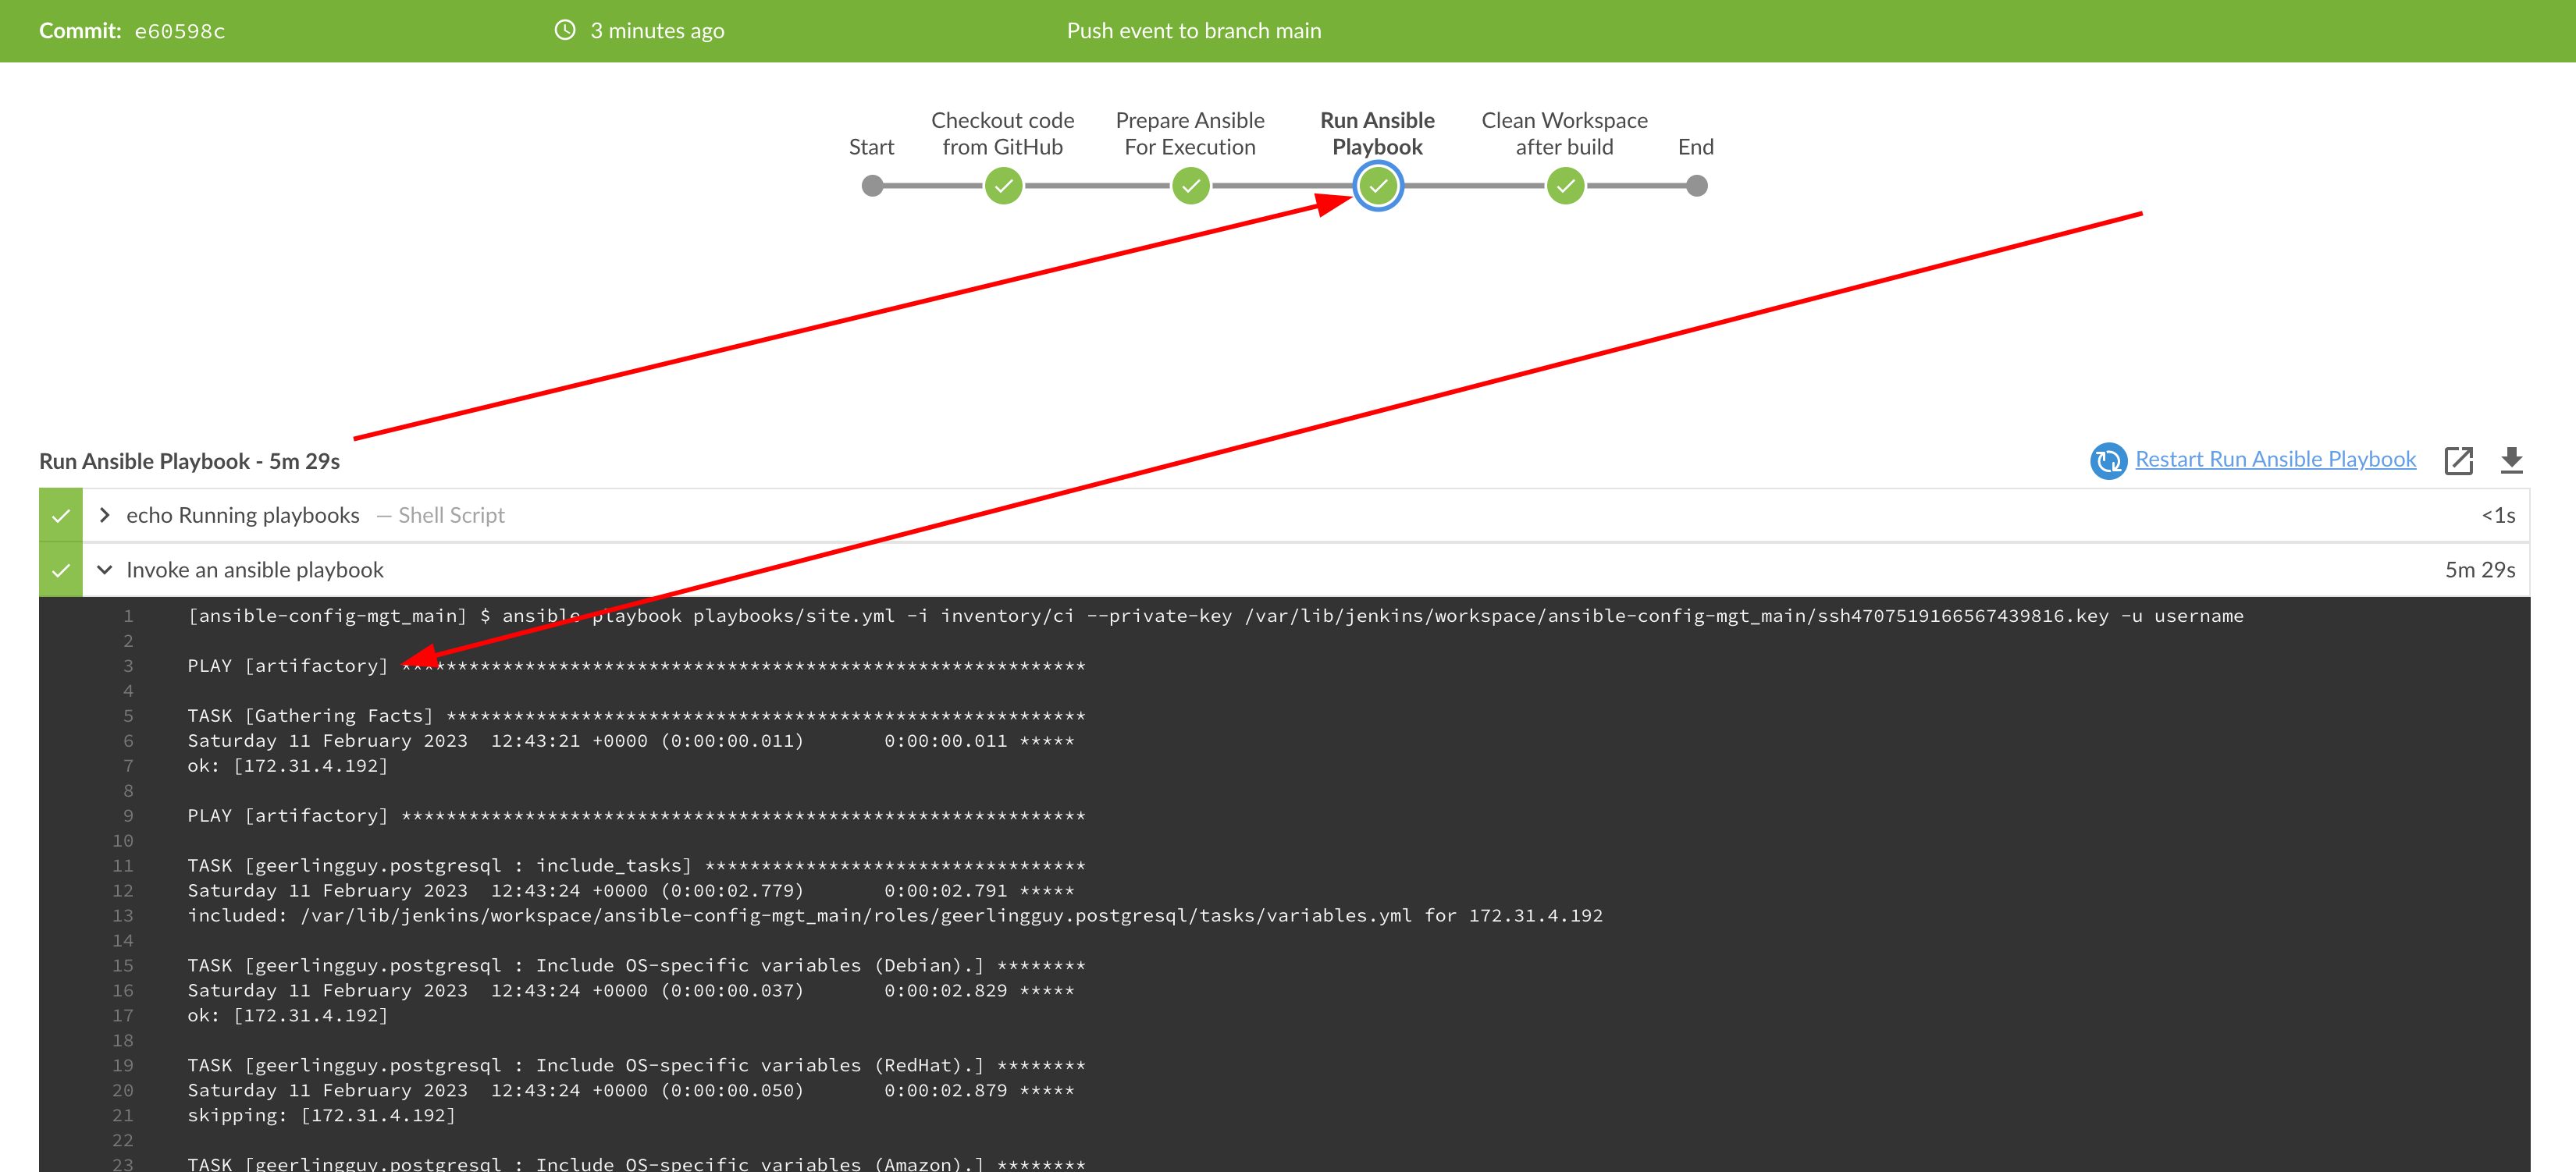 Commit: e60598c 3 minutes ago Push event to branch main
Start
Checkout code
from GitHub
Prepare Ansible
For Execution
Run Ansible
Playbook
Clean Workspace
after build
End
Run Ansible Playbook - 5m 29s
Restart Run Ansible Playbook
echo Running playbooks — Shell Script <1s
Invoke an ansible playbook 5m 29s
1 [ansible-config-mgt_main] $ ansible-playbook playbooks/site.yml -i inventory/ci --private-key /var/lib/jenkins/workspace/ansible-config-mgt_main/ssh4707519166567439816.key -u username
2
3 PLAY [artifactory] *************************************************************
4
5 TASK [Gathering Facts] *********************************************************
6 Saturday 11 February 2023  12:43:21 +0000 (0:00:00.011)       0:00:00.011 *****
7 ok: [172.31.4.192]
8
9 PLAY [artifactory] *************************************************************
10
11 TASK [geerlingguy.postgresql : include_tasks] **********************************
12 Saturday 11 February 2023  12:43:24 +0000 (0:00:02.779)       0:00:02.791 *****
13 included: /var/lib/jenkins/workspace/ansible-config-mgt_main/roles/geerlingguy.postgresql/tasks/variables.yml for 172.31.4.192
14
15 TASK [geerlingguy.postgresql : Include OS-specific variables (Debian).] ********
16 Saturday 11 February 2023  12:43:24 +0000 (0:00:00.037)       0:00:02.829 *****
17 ok: [172.31.4.192]
18
19 TASK [geerlingguy.postgresql : Include OS-specific variables (RedHat).] ********
20 Saturday 11 February 2023  12:43:24 +0000 (0:00:00.050)       0:00:02.879 *****
21 skipping: [172.31.4.192]
22
23 TASK [geerlingguy.postgresql : Include OS-specific variables (Amazon).] ********